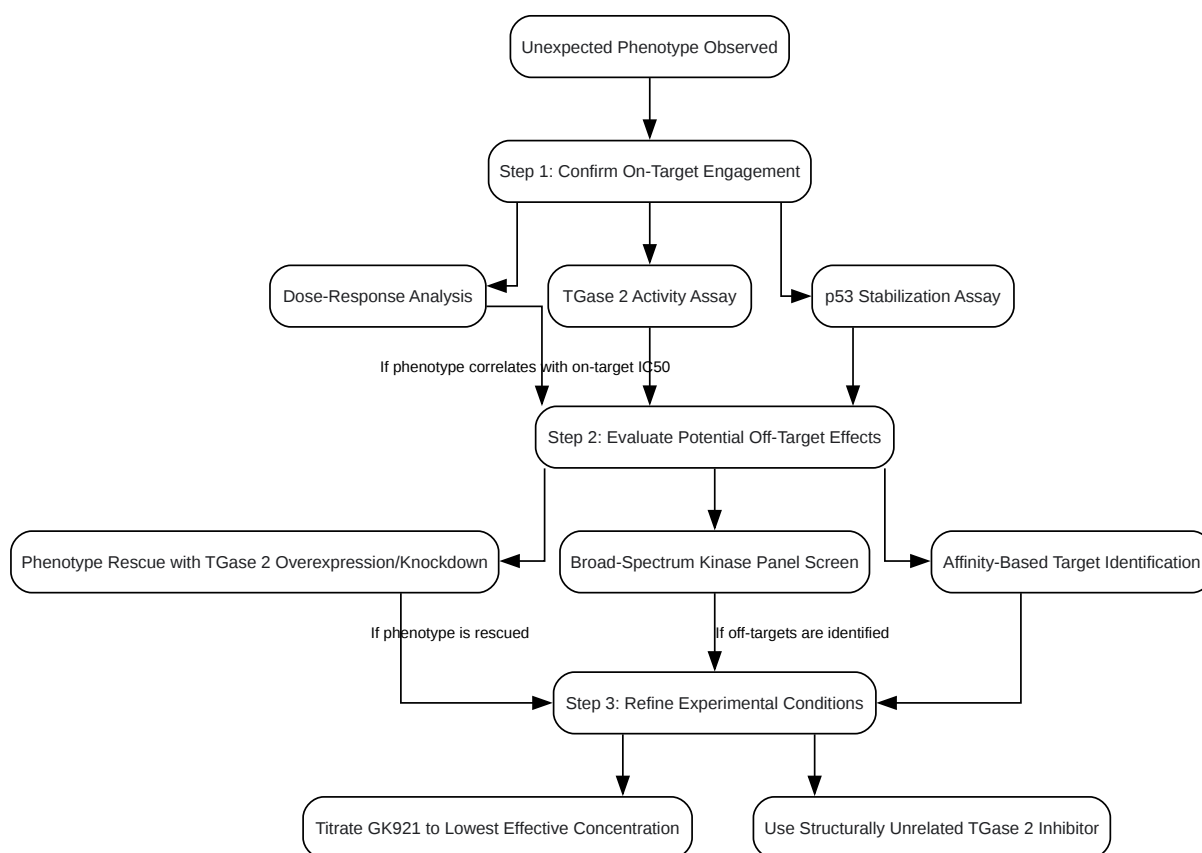 Unexpected Phenotype Observed
Step 1: Confirm On-Target Engagement
Dose-Response Analysis
TGase 2 Activity Assay
p53 Stabilization Assay
If phenotype correlates with on-target IC50
Step 2: Evaluate Potential Off-Target Effects
Phenotype Rescue with TGase 2 Overexpression/Knockdown
Broad-Spectrum Kinase Panel Screen
Affinity-Based Target Identification
If phenotype is rescued
If off-targets are identified
Step 3: Refine Experimental Conditions
Titrate GK921 to Lowest Effective Concentration
Use Structurally Unrelated TGase 2 Inhibitor